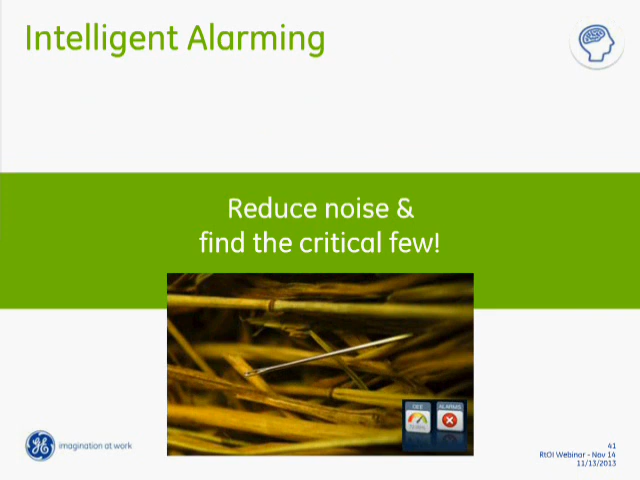 Intelligent Alarming
Reduce noise &
find the critical few!
OEE
ALARMS
imagination at work
41
RtOI Webinar - Nov 14
11/13/2013